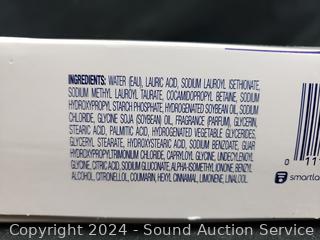 INGREDIENTS: WATER (EAU), LAURIC ACID, SODIUM LAUROYL ISETHIONATE,
SODIUM METHYL LAUROYL TAURATE, COCAMIDOPROPYL BETAINE, SODIUM
HYDROXYPROPYL STARCH PHOSPHATE, HYDROGENATED SOYBEAN OIL, SODIUM
CHLORIDE, GLYCINE SOJA (SOYBEAN) OIL, FRAGRANCE (PARFUM), GLYCERIN,
STEARIC ACID, PALMITIC ACID, HYDROGENATED VEGETABLE GLYCERIDES,
GLYCERYL STEARATE, HYDROXYSTEARIC ACID, SODIUM BENZOATE, GUAR
HYDROXYPROPYLTRIMONIUM CHLORIDE, CAPRYLOYL GLYCINE, UNDECYLENOYL
GLYCINE, CITRIC ACID, SODIUM GLUCONATE, ALPHA-ISOMETHYL IONONE, BENZYL
ALCOHOL, CITRONELLOL, COUMARIN, HEXYL CINNAMAL, LIMONENE, LINALOOL.
0 11
smartla
Copyright 2024 - Sound Auction Service